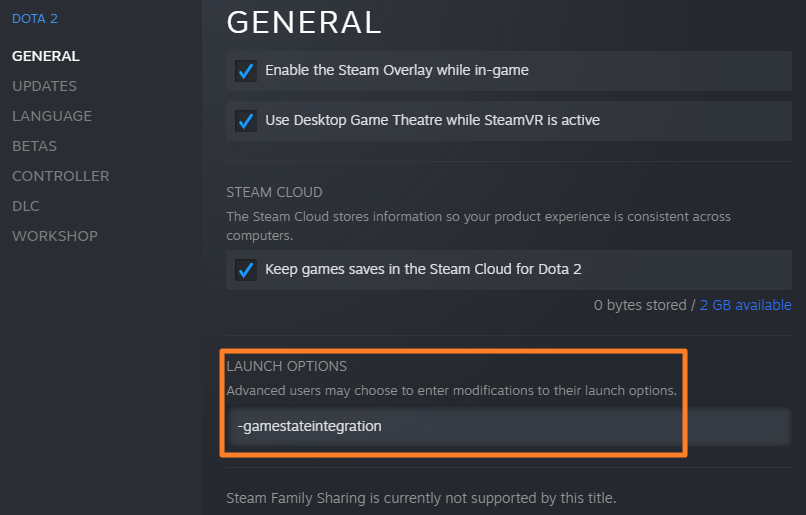 DOTA 2
GENERAL
UPDATES
LANGUAGE
BETAS
CONTROLLER
DLC
WORKSHOP
GENERAL
Enable the Steam Overlay while in-game
Use Desktop Game Theatre while SteamVR is active
STEAM CLOUD
The Steam Cloud stores information so your product experience is consistent across
computers.
Keep games saves in the Steam Cloud for Dota 2
0 bytes stored / 2 GB available
LAUNCH OPTIONS
Advanced users may choose to enter modifications to their launch options.
-gamestateintegration
Steam Family Sharing is currently not supported by this title.